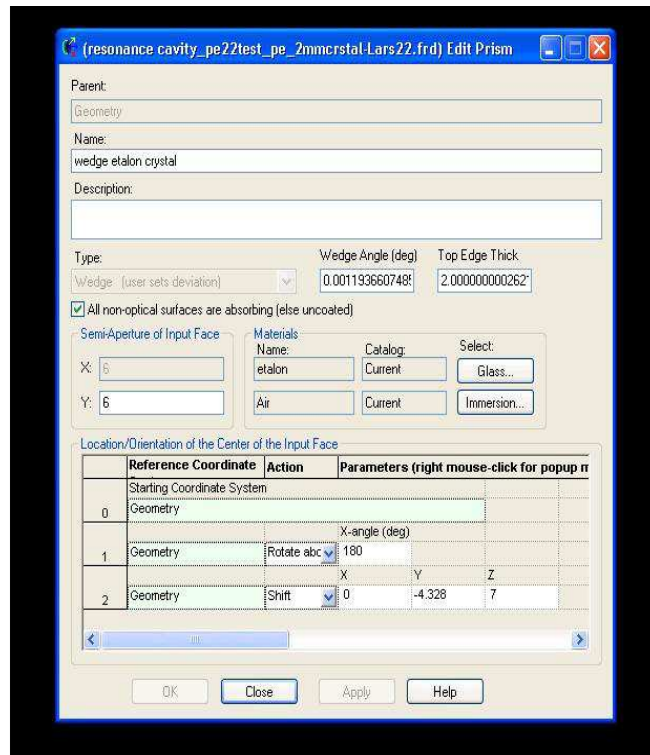 (resonance cavity_pe22test_pe_2mmcrstal-Lars22.frd) Edit Prism
Parent:
Geometry
Name:
wedge etalon crystal
Description:
Type:
Wedge Angle (deg)
Top Edge Thick
Wedge (user sets deviation)
0.001193660748
2.000000000262
All non-optical surfaces are absorbing (else uncoated)
Semi-Aperture of Input Face
Materials
Name:
Catalog:
Select:
X:
6
etalon
Current
Glass...
Y:
6
Air
Current
Immersion...
Location/Orientation of the Center of the Input Face
Reference Coordinate
Action
Parameters (right mouse-click for popup m
Starting Coordinate System
0
Geometry
X-angle (deg)
1
Geometry
Rotate abc
180
X
Y
Z
2
Geometry
Shift
0
-4.328
7
OK
Close
Apply
Help